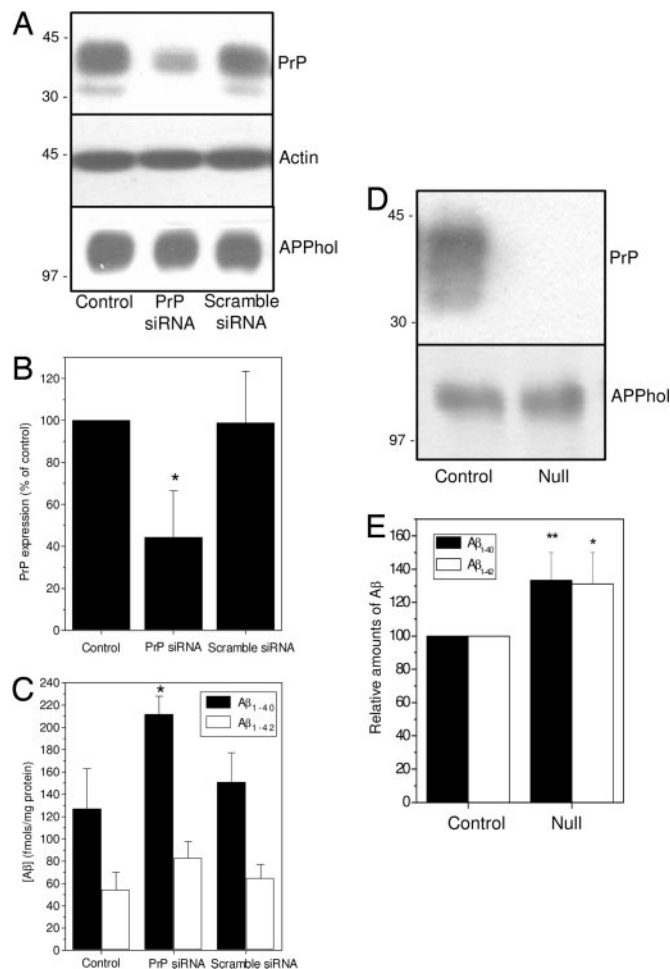 A
45 -
PrP
30 -
45 -
Actin
APPhol
97 -
Control PrP siRNA Scramble siRNA
B
PrP expression (% of control)
120
100
80
60
40
20
0
*
Control PrP siRNA Scramble siRNA
C
[Aβ] (fmols/mg protein)
240
220
200
180
160
140
120
100
80
60
40
20
0
*
Aβ1-40
Aβ1-42
Control PrP siRNA Scramble siRNA
D
45 -
PrP
30 -
APPhol
97 -
Control Null
E
Relative amounts of Aβ
160
140
120
100
80
60
40
20
0
Aβ1-40
Aβ1-42
** *
Control Null